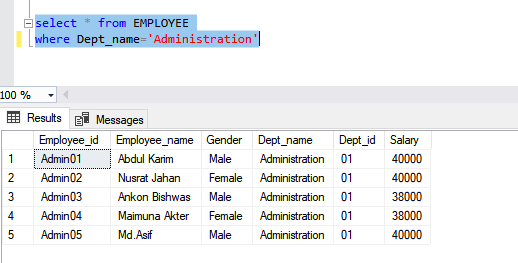 select * from EMPLOYEE
where Dept_name='Administration'
100 %
Results Messages
Employee_id Employee_name Gender Dept_name Dept_id Salary
1 Admin01 Abdul Karim Male Administration 01 40000
2 Admin02 Nusrat Jahan Female Administration 01 40000
3 Admin03 Ankon Bishwas Male Administration 01 38000
4 Admin04 Maimuna Akter Female Administration 01 38000
5 Admin05 Md.Asif Male Administration 01 40000